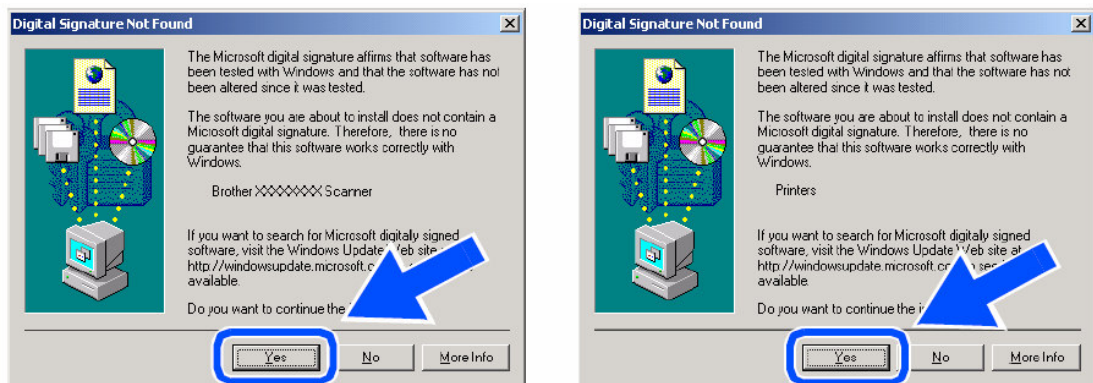 Digital Signature Not Found
The Microsoft digital signature affirms that software has
been tested with Windows and that the software has not
been altered since it was tested.
The software you are about to install does not contain a
Microsoft digital signature. Therefore, there is no
guarantee that this software works correctly with
Windows.
Brother XXXXXXXX Scanner
If you want to search for Microsoft digitally signed
software, visit the Windows Update Web site
http://windowsupdate.microsoft.
available.
Do you want to continue the
Yes
No
More Info
Digital Signature Not Found
The Microsoft digital signature affirms that software has
been tested with Windows and that the software has not
been altered since it was tested.
The software you are about to install does not contain a
Microsoft digital signature. Therefore, there is no
guarantee that this software works correctly with
Windows.
Printers
If you want to search for Microsoft digitally signed
software, visit the Windows Update Web site at
http://windowsupdate.microsoft.
available.
Do you want to continue the
Yes
No
More Info